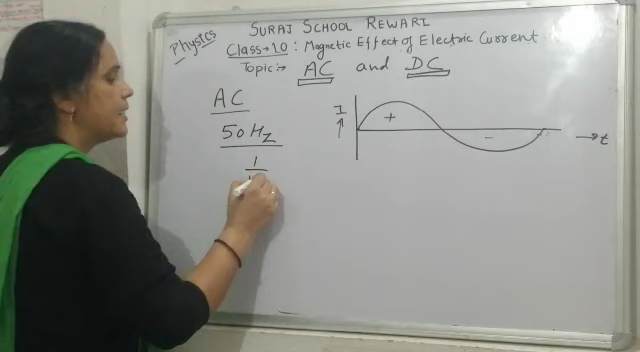 SURAJ SCHOOL REWARI
Physics
Class-10: Magnetic Effect of Electric Current
Topic:- AC and DC
AC
50 Hz
1
I
+
-
t